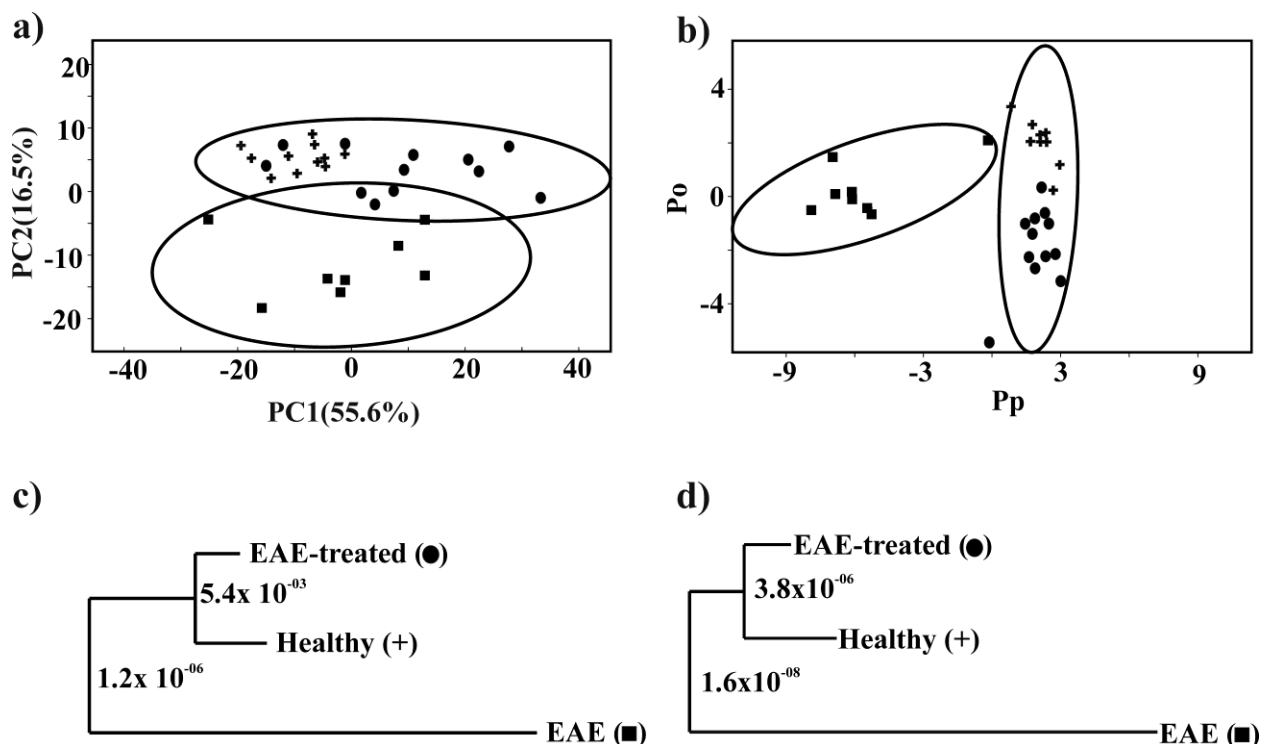 a)
20
10
0
-10
-20
PC2(16.5%)
-40 -20 0 20 40
PC1(55.6%)
b)
4
0
-4
Po
-9 -3 3 9
Pp
c)
EAE-treated (●)
5.4x 10⁻⁰³
Healthy (+)
1.2x 10⁻⁰⁶
EAE (■)
d)
EAE-treated (●)
3.8x10⁻⁰⁶
Healthy (+)
1.6x10⁻⁰⁸
EAE (■)